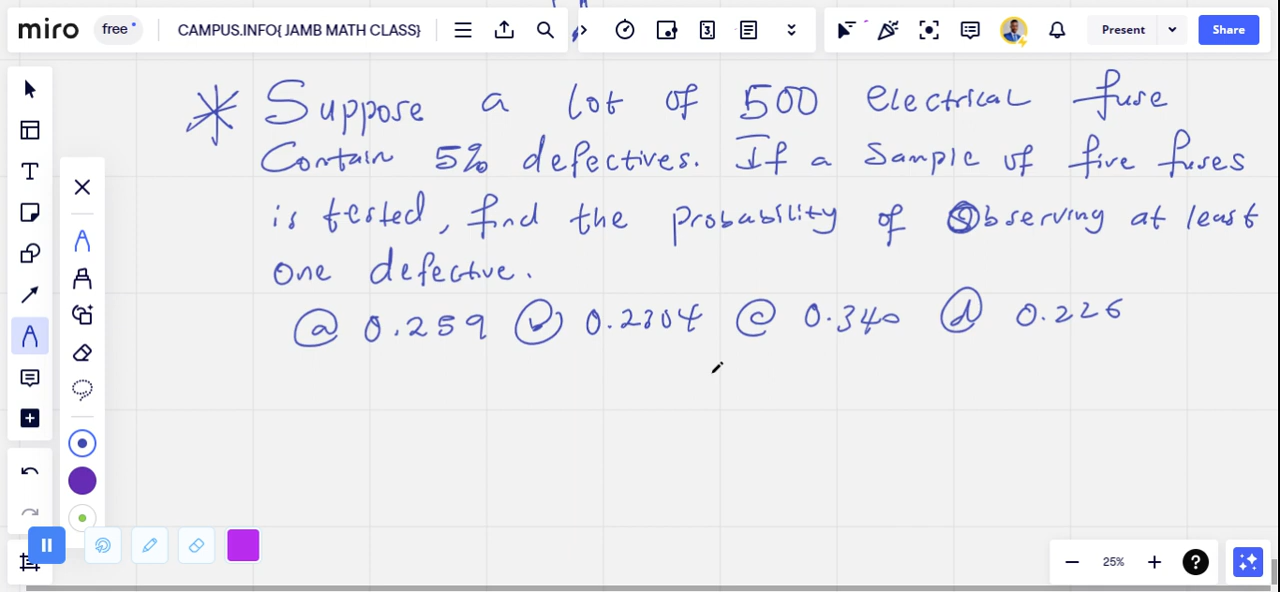 miro free CAMPUS.INFO{ JAMB MATH CLASS} Present Share
* Suppose a lot of 500 electrical fuse
Contain 5% defectives. If a Sample of five fuses
is tested, find the probability of Observing at least
one defective.
@ 0.259 (b) 0.2304 © 0.340 (d) 0.226
25%